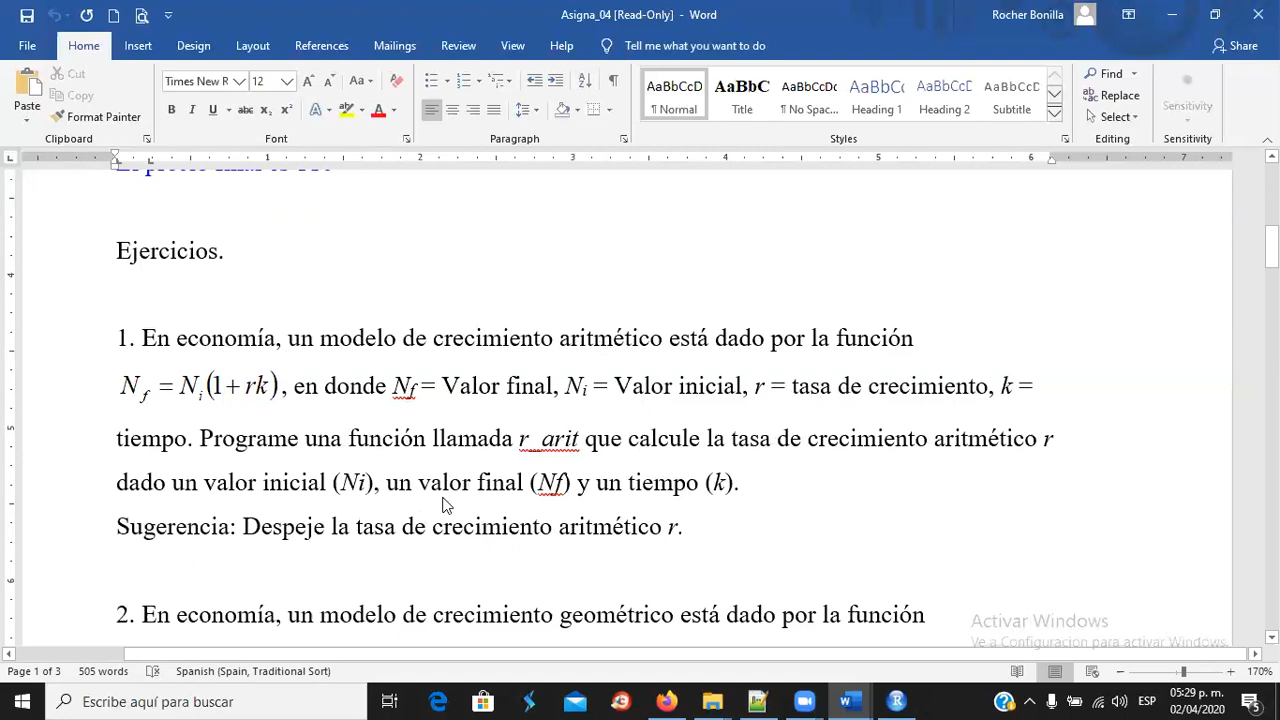 Asigna_04 [Read-Only] - Word
Rocher Bonilla
File Home Insert Design Layout References Mailings Review View Help Tell me what you want to do Share
Paste
Cut
Copy
Format Painter
Clipboard
Times New R 12
Font
Paragraph
AaBbCcD AaBbC AaBbCcDc AaBbC AaBbCcD AaBbCcD
¶ Normal Title ¶ No Spac... Heading 1 Heading 2 Subtitle
Styles
Find
Replace
Select
Editing
Sensitivity
Sensitivity
1 2 3 4 5 6 7
Ejercicios.
1. En economía, un modelo de crecimiento aritmético está dado por la función
N_f = N_i(1 + rk), en donde Nf = Valor final, Ni = Valor inicial, r = tasa de crecimiento, k =
tiempo. Programe una función llamada r_arit que calcule la tasa de crecimiento aritmético r
dado un valor inicial (Ni), un valor final (Nf) y un tiempo (k).
Sugerencia: Despeje la tasa de crecimiento aritmético r.
2. En economía, un modelo de crecimiento geométrico está dado por la función
Activar Windows
Ve a Configuración para activar Windows.
Page 1 of 3 505 words Spanish (Spain, Traditional Sort) 170%
Escribe aquí para buscar
ESP
05:29 p. m.
02/04/2020
5